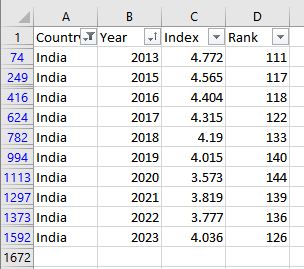 A B C D
1 Country Year Index Rank
74 India 2013 4.772 111
249 India 2015 4.565 117
416 India 2016 4.404 118
624 India 2017 4.315 122
782 India 2018 4.19 133
994 India 2019 4.015 140
1113 India 2020 3.573 144
1297 India 2021 3.819 139
1373 India 2022 3.777 136
1592 India 2023 4.036 126
1672